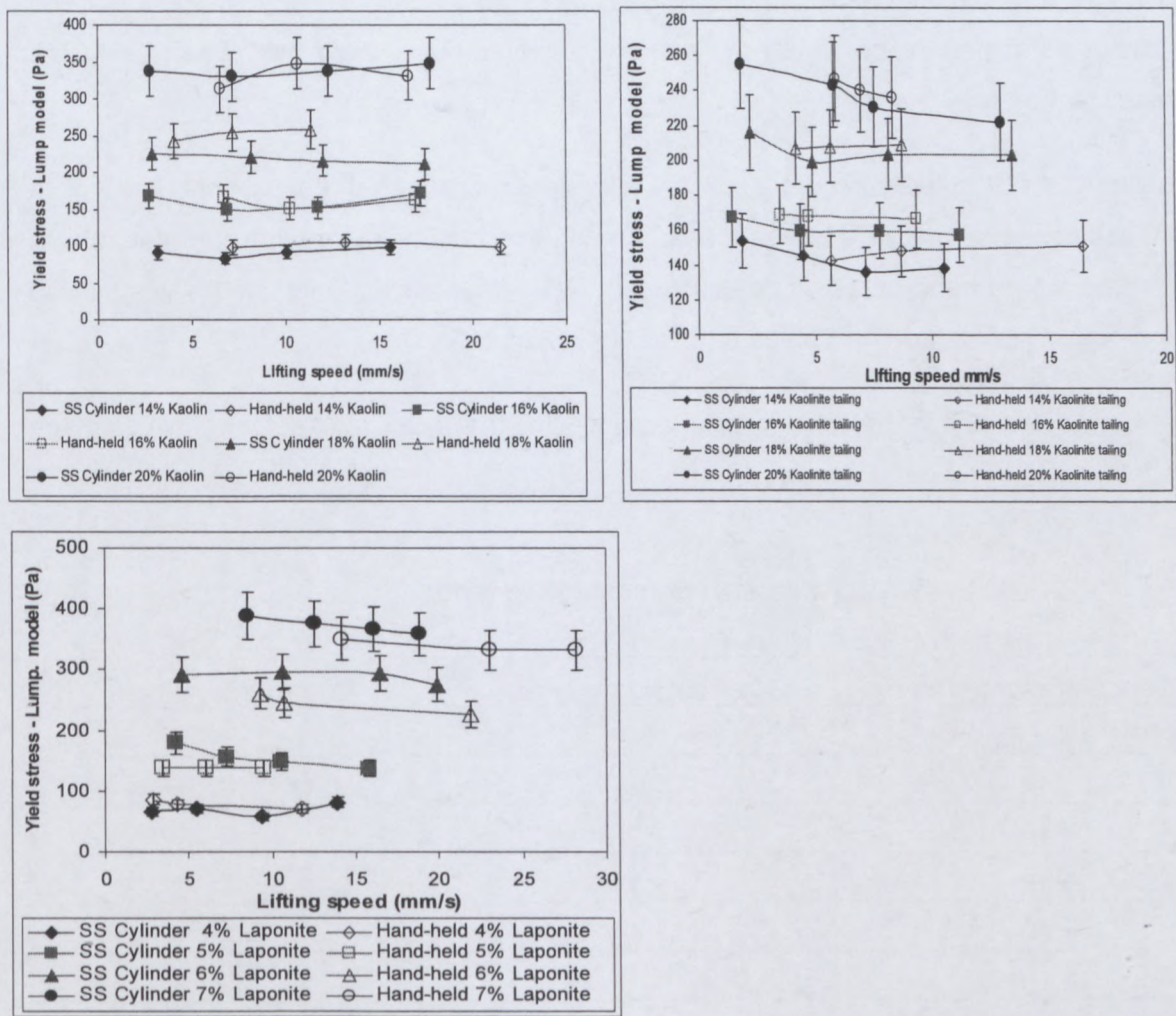 400
350
300
250
200
150
100
50
0
Yield stress - Lump model (Pa)
0 5 10 15 20 25
Lifting speed (mm/s)
SS Cylinder 14% Kaolin Hand-held 14% Kaolin SS Cylinder 16% Kaolin
Hand-held 16% Kaolin SS C ylinder 18% Kaolin Hand-held 18% Kaolin
SS Cylinder 20% Kaolin Hand-held 20% Kaolin
280
260
240
220
200
180
160
140
120
100
Yield stress - Lump model (Pa)
0 5 10 15 20
Lifting speed mm/s
SS Cylinder 14% Kaolinite tailing Hand-held 14% Kaolinite tailing
SS Cylinder 16% Kaolinite tailing Hand-held 16% Kaolinite tailing
SS Cylinder 18% Kaolinite tailing Hand-held 18% Kaolinite tailing
SS Cylinder 20% Kaolinite tailing Hand-held 20% Kaolinite tailing
500
400
300
200
100
0
Yield stress - Lump. model (Pa)
0 5 10 15 20 25 30
Lifting speed (mm/s)
SS Cylinder 4% Laponite Hand-held 4% Laponite
SS Cylinder 5% Laponite Hand-held 5% Laponite
SS Cylinder 6% Laponite Hand-held 6% Laponite
SS Cylinder 7% Laponite Hand-held 7% Laponite